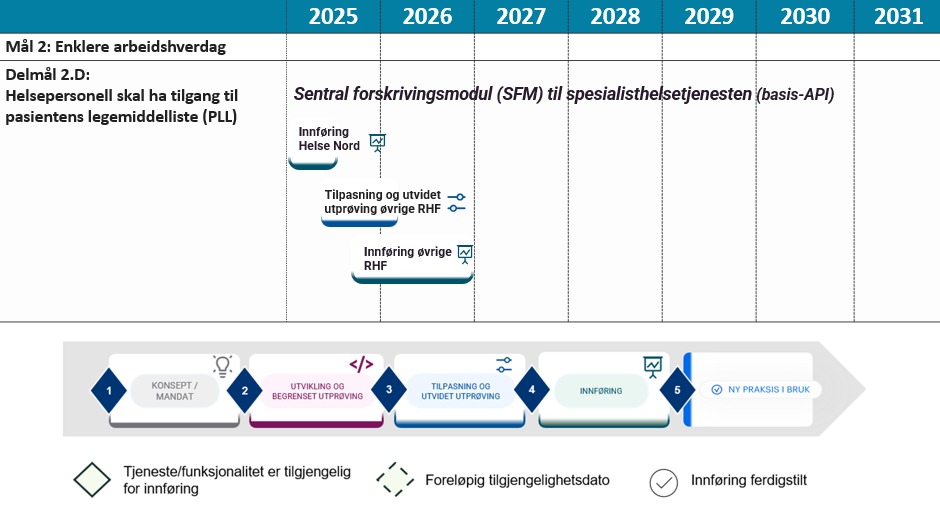 2025 2026 2027 2028 2029 2030 2031
Mål 2: Enklere arbeidshverdag
Delmål 2.D:
Helsepersonell skal ha tilgang til
pasientens legemiddelliste (PLL)
Sentral forskrivingsmodul (SFM) til spesialisthelsetjenesten (basis-API)
Innføring
Helse Nord
Tilpasning og utvidet
utprøving øvrige RHF
Innføring øvrige
RHF
1
KONSEPT /
MANDAT
2
</>
UTVIKLING OG
BEGRENSET UTPRØVING
3
TILPASNING OG
UTVIDET UTPRØVING
4
INNFØRING
5
NY PRAKSIS I BRUK
Tjeneste/funksjonalitet er tilgjengelig
for innføring
Foreløpig tilgjengelighetsdato
Innføring ferdigstilt